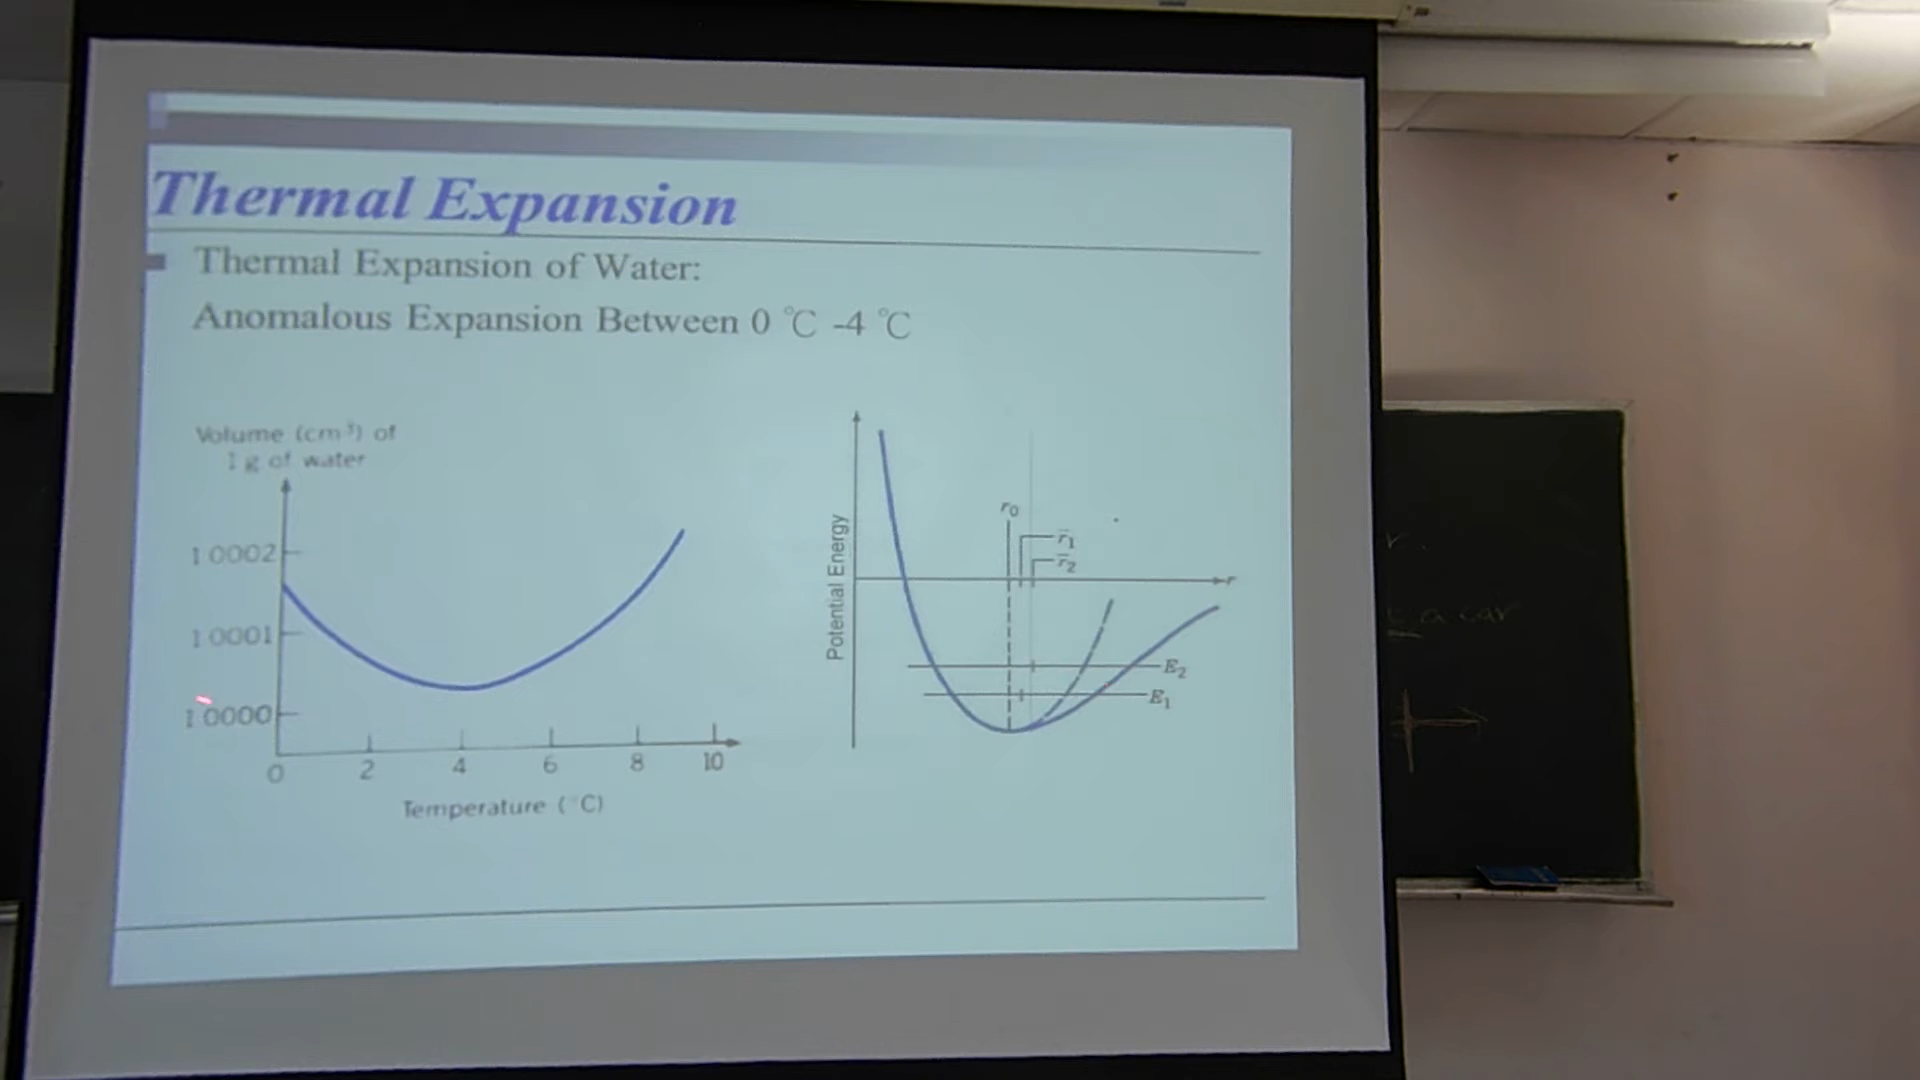 Thermal Expansion
Thermal Expansion of Water:
Anomalous Expansion Between 0 ℃ -4 ℃
Volume (cm³) of
1 g of water
1 0002
1 0001
1 0000
0 2 4 6 8 10
Temperature (°C)
Potential Energy
r₀
r̄₁
r̄₂
r
E₂
E₁
r.
a car